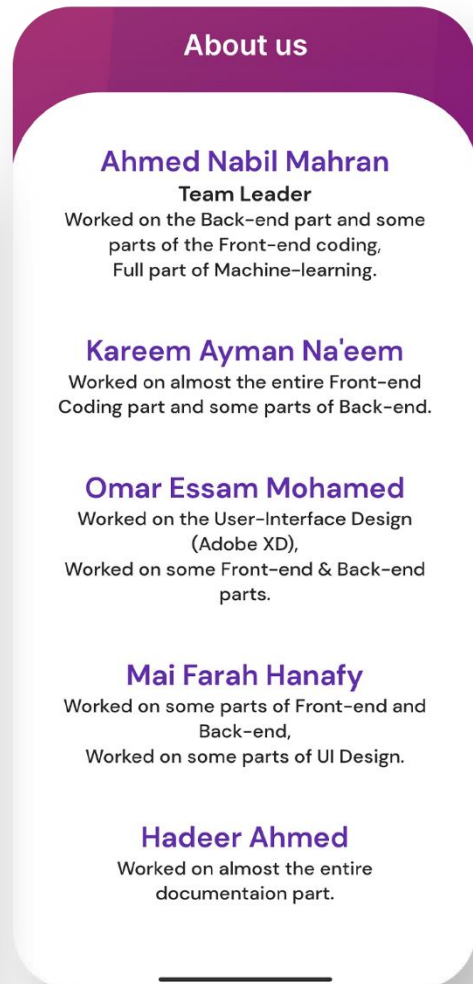 About us
Ahmed Nabil Mahran
Team Leader
Worked on the Back-end part and some
parts of the Front-end coding,
Full part of Machine-learning.
Kareem Ayman Na'eem
Worked on almost the entire Front-end
Coding part and some parts of Back-end.
Omar Essam Mohamed
Worked on the User-Interface Design
(Adobe XD),
Worked on some Front-end & Back-end
parts.
Mai Farah Hanafy
Worked on some parts of Front-end and
Back-end,
Worked on some parts of UI Design.
Hadeer Ahmed
Worked on almost the entire
documentaion part.